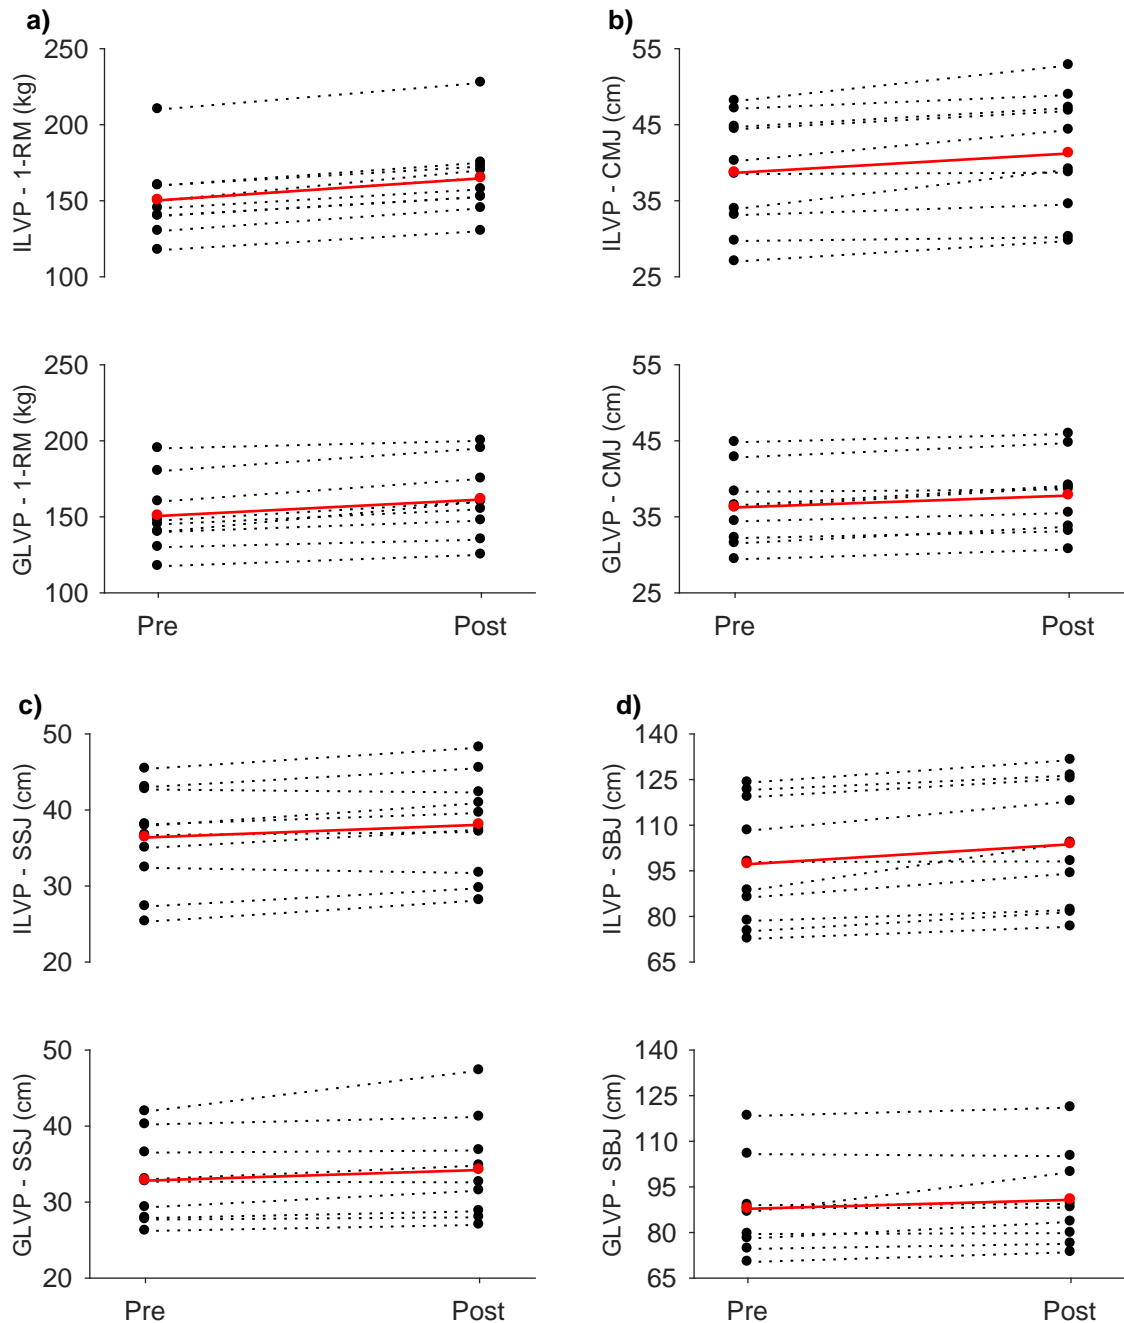 a)
ILVP - 1-RM (kg)
250
200
150
100
b)
ILVP - CMJ (cm)
55
45
35
25
GLVP - 1-RM (kg)
250
200
150
100
Pre
Post
GLVP - CMJ (cm)
55
45
35
25
Pre
Post
c)
ILVP - SSJ (cm)
50
40
30
20
d)
ILVP - SBJ (cm)
140
125
110
95
80
65
GLVP - SSJ (cm)
50
40
30
20
Pre
Post
GLVP - SBJ (cm)
140
125
110
95
80
65
Pre
Post